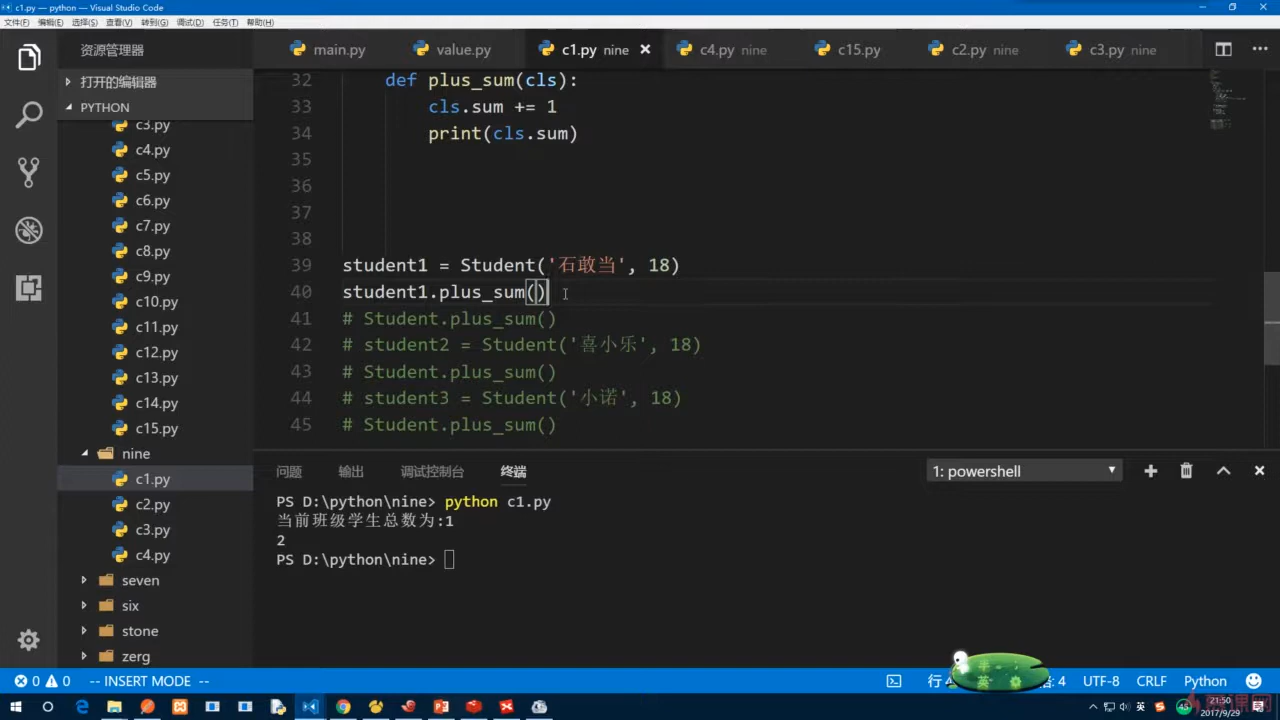 c1.py — python — Visual Studio Code
文件(F) 编辑(E) 选择(S) 查看(V) 转到(G) 调试(D) 任务(T) 帮助(H)
资源管理器
main.py value.py c1.py nine c4.py nine c15.py c2.py nine c3.py nine
打开的编辑器
PYTHON
c3.py
c4.py
c5.py
c6.py
c7.py
c8.py
c9.py
c10.py
c11.py
c12.py
c13.py
c14.py
c15.py
nine
c1.py
c2.py
c3.py
c4.py
seven
six
stone
zerg
32 def plus_sum(cls):
33 cls.sum += 1
34 print(cls.sum)
35
36
37
38
39 student1 = Student('石敢当', 18)
40 student1.plus_sum()
41 # Student.plus_sum()
42 # student2 = Student('喜小乐', 18)
43 # Student.plus_sum()
44 # student3 = Student('小诺', 18)
45 # Student.plus_sum()
问题 输出 调试控制台 终端 1: powershell
PS D:\python\nine> python c1.py
当前班级学生总数为:1
2
PS D:\python\nine>
0 0 -- INSERT MODE -- 半 英 : 4 UTF-8 CRLF Python
英 45 21:50
2017/9/29